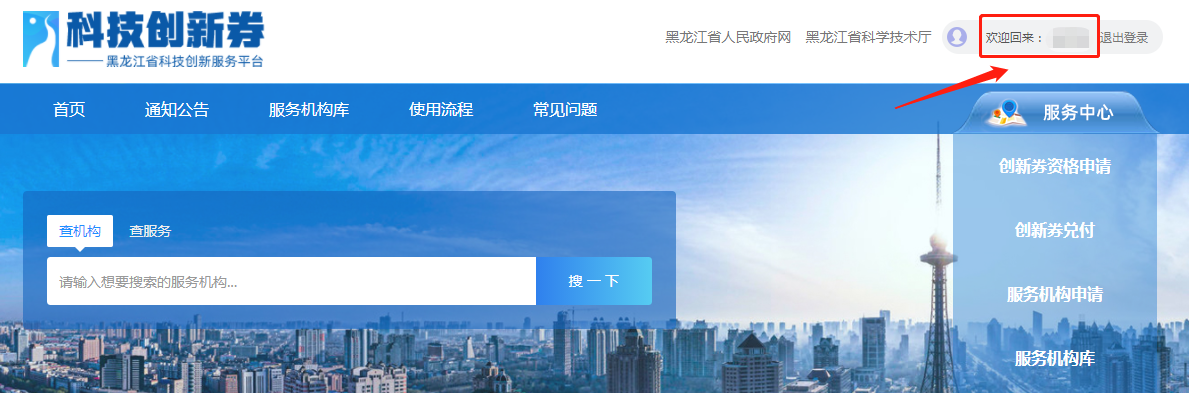 科技创新券
黑龙江省科技创新服务平台
黑龙江省人民政府网 黑龙江省科学技术厅 欢迎回来： 退出登录
首页 通知公告 服务机构库 使用流程 常见问题 服务中心
创新券资格申请
创新券兑付
服务机构申请
服务机构库
查机构 查服务
请输入想要搜索的服务机构... 搜 一 下